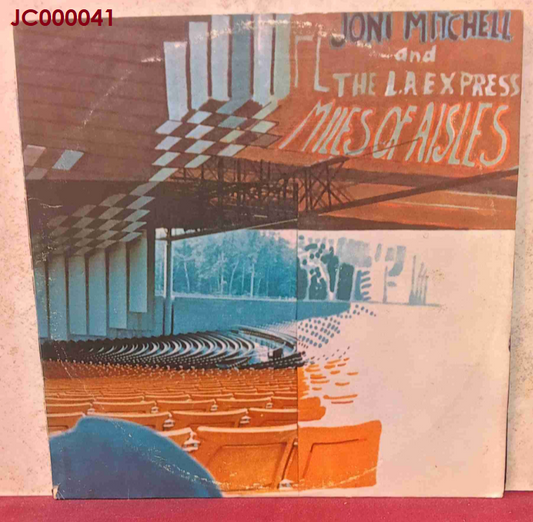 JC000041
JONI MITCHELL
and
THE L.A EXPRESS
MILES OF AISLES